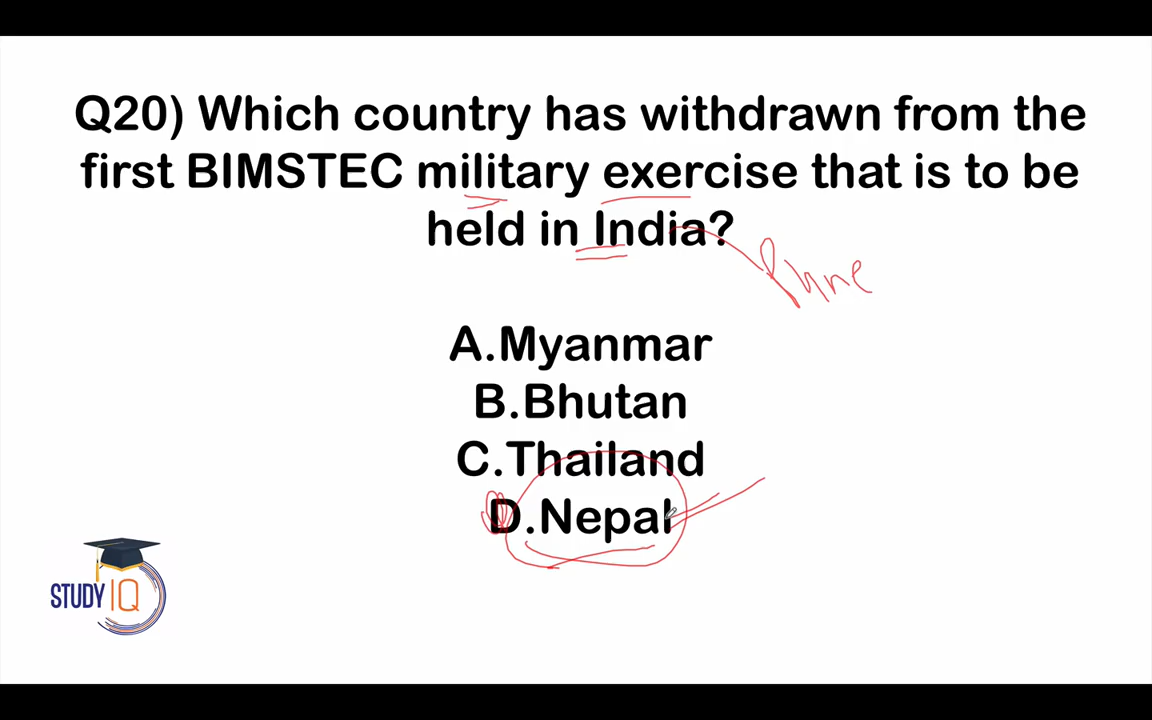 Q20) Which country has withdrawn from the
first BIMSTEC military exercise that is to be
held in India?
Pune
A.Myanmar
B.Bhutan
C.Thailand
D.Nepal
STUDY IQ